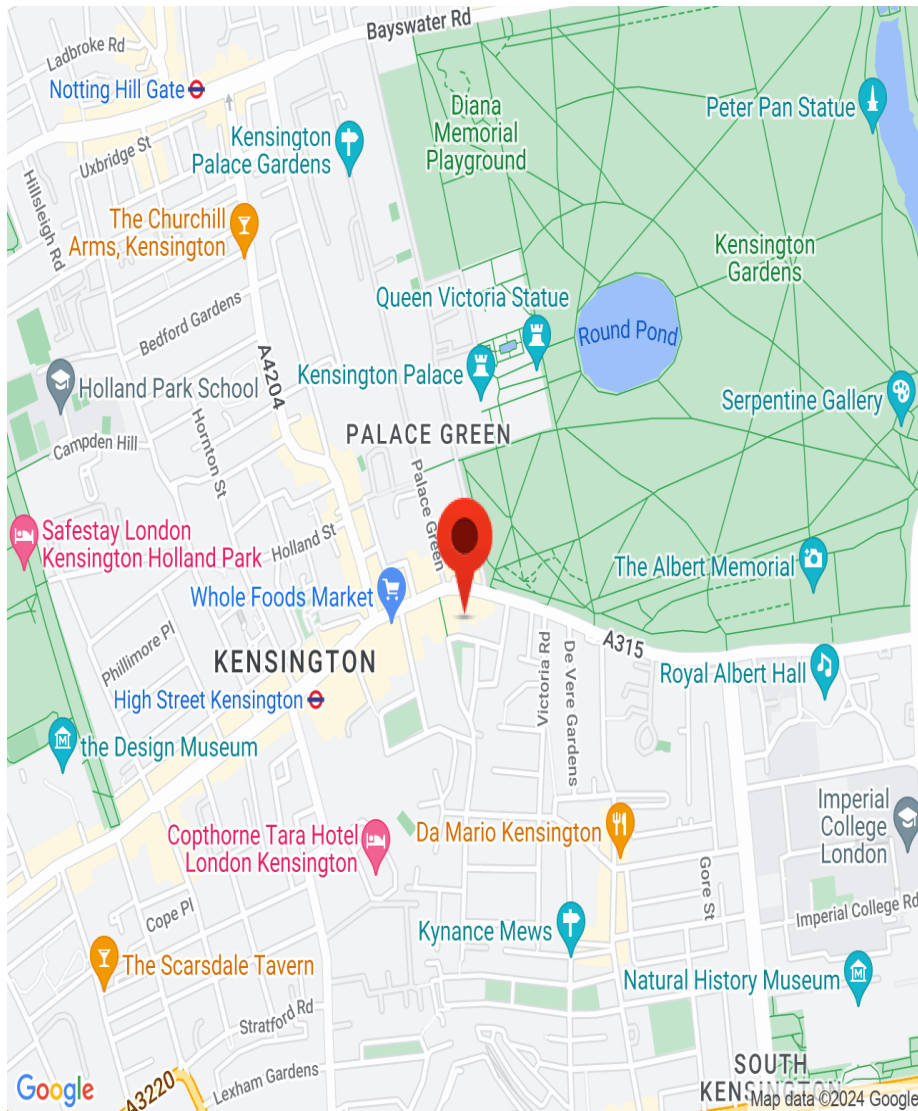 Bayswater Rd
Ladbroke Rd
Notting Hill Gate
Peter Pan Statue
Diana
Memorial
Playground
Kensington
Palace Gardens
Uxbridge St
Hillsleigh Rd
The Churchill
Arms, Kensington
Kensington
Gardens
Queen Victoria Statue
Bedford Gardens
Round Pond
A4204
Kensington Palace
Holland Park School
Serpentine Gallery
Hornton St
Campden Hill
PALACE GREEN
Palace Green
Safestay London
Kensington Holland Park
Holland St
The Albert Memorial
Whole Foods Market
Phillimore Pl
A315
Victoria Rd
De Vere Gardens
KENSINGTON
Royal Albert Hall
High Street Kensington
the Design Museum
Imperial
College
London
Copthorne Tara Hotel
London Kensington
Da Mario Kensington
Gore St
Cope Pl
Imperial College Rd
Kynance Mews
The Scarsdale Tavern
Natural History Museum
Stratford Rd
SOUTH
KENSINGTON
A3220
Lexham Gardens
Google
Map data ©2024 Google